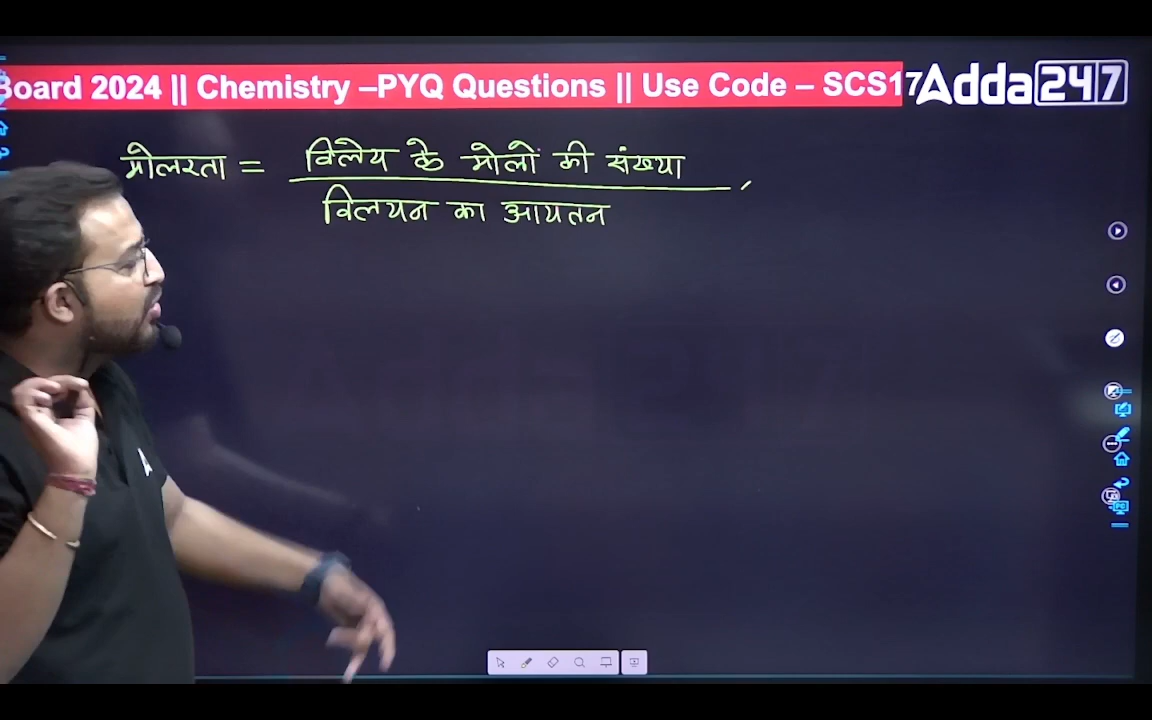 Board 2024 || Chemistry –PYQ Questions || Use Code – SCS17
Adda247
मोलरता = विलेय के मोलों की संख्या
विलयन का आयतन